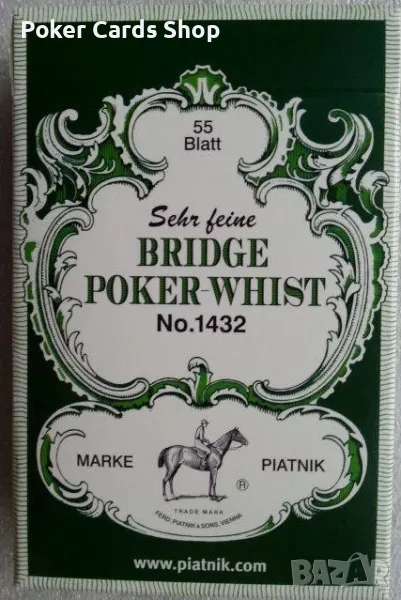 Poker Cards Shop
55
Blatt
Sehr feine
BRIDGE
POKER-WHIST
No.1432
MARKE PIATNIK
®
TRADE MARK
FERD. PIATNIK & SONS, VIENNA
www.piatnik.com
BAZAR